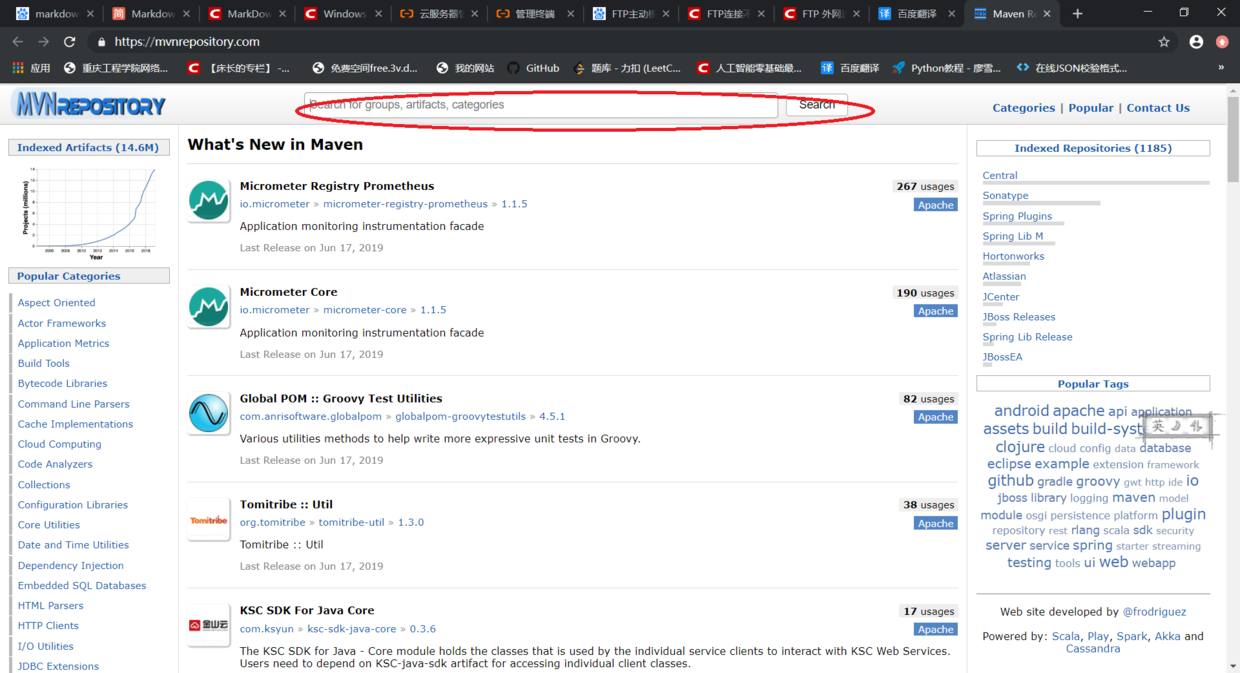 markdow
Markdow
MarkDow
Windows
云服务器
管理终端
FTP主动
FTP连接
FTP 外网
百度翻译
Maven R
https://mvnrepository.com
应用
重庆工程学院网络...
【床长的专栏】-...
免费空间free.3v.d...
我的网站
GitHub
题库 - 力扣 (LeetC...
人工智能零基础最...
百度翻译
Python教程 - 廖雪...
在线JSON校验格式...
»
MVNREPOSITORY
Search for groups, artifacts, categories
Search
Categories | Popular | Contact Us
Indexed Artifacts (14.6M)
Projects (millions)
14
12
10
8
6
4
2
0
2006 2008 2010 2012 2014 2016 2018
Year
Popular Categories
Aspect Oriented
Actor Frameworks
Application Metrics
Build Tools
Bytecode Libraries
Command Line Parsers
Cache Implementations
Cloud Computing
Code Analyzers
Collections
Configuration Libraries
Core Utilities
Date and Time Utilities
Dependency Injection
Embedded SQL Databases
HTML Parsers
HTTP Clients
I/O Utilities
JDBC Extensions
What's New in Maven
Micrometer Registry Prometheus
267 usages
io.micrometer » micrometer-registry-prometheus » 1.1.5
Apache
Application monitoring instrumentation facade
Last Release on Jun 17, 2019
Micrometer Core
190 usages
io.micrometer » micrometer-core » 1.1.5
Apache
Application monitoring instrumentation facade
Last Release on Jun 17, 2019
Global POM :: Groovy Test Utilities
82 usages
com.anrisoftware.globalpom » globalpom-groovytestutils » 4.5.1
Apache
Various utilities methods to help write more expressive unit tests in Groovy.
Last Release on Jun 17, 2019
Tomitribe
Tomitribe :: Util
38 usages
org.tomitribe » tomitribe-util » 1.3.0
Apache
Tomitribe :: Util
Last Release on Jun 17, 2019
金山云
KSC SDK For Java Core
17 usages
com.ksyun » ksc-sdk-java-core » 0.3.6
Apache
The KSC SDK for Java - Core module holds the classes that is used by the individual service clients to interact with KSC Web Services.
Users need to depend on KSC-java-sdk artifact for accessing individual client classes.
Indexed Repositories (1185)
Central
Sonatype
Spring Plugins
Spring Lib M
Hortonworks
Atlassian
JCenter
JBoss Releases
Spring Lib Release
JBossEA
Popular Tags
android apache api application
assets build build-syst
英
clojure cloud config data database
eclipse example extension framework
github gradle groovy gwt http ide io
jboss library logging maven model
module osgi persistence platform plugin
repository rest rlang scala sdk security
server service spring starter streaming
testing tools ui web webapp
Web site developed by @frodriguez
Powered by: Scala, Play, Spark, Akka and
Cassandra